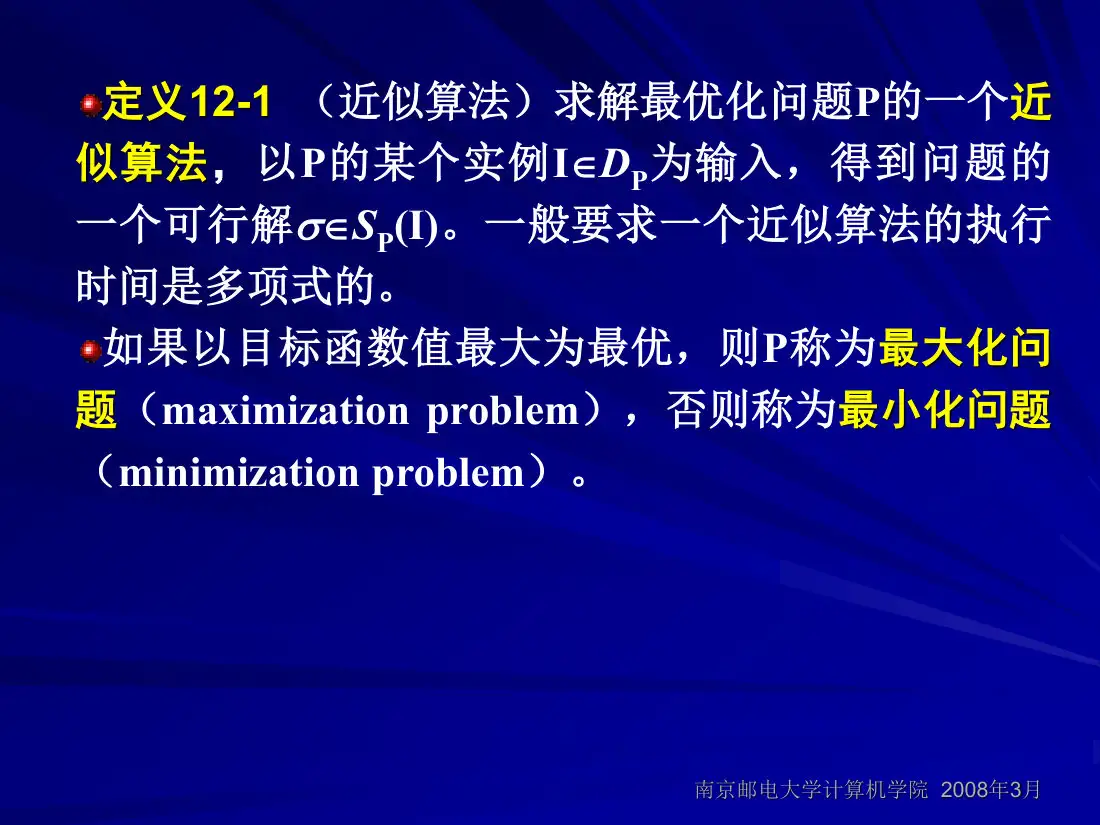 定义12-1 （近似算法）求解最优化问题P的一个近
似算法，以P的某个实例I∈DP为输入，得到问题的
一个可行解σ∈SP(I)。一般要求一个近似算法的执行
时间是多项式的。
如果以目标函数值最大为最优，则P称为最大化问
题（maximization problem），否则称为最小化问题
（minimization problem）。
南京邮电大学计算机学院 2008年3月